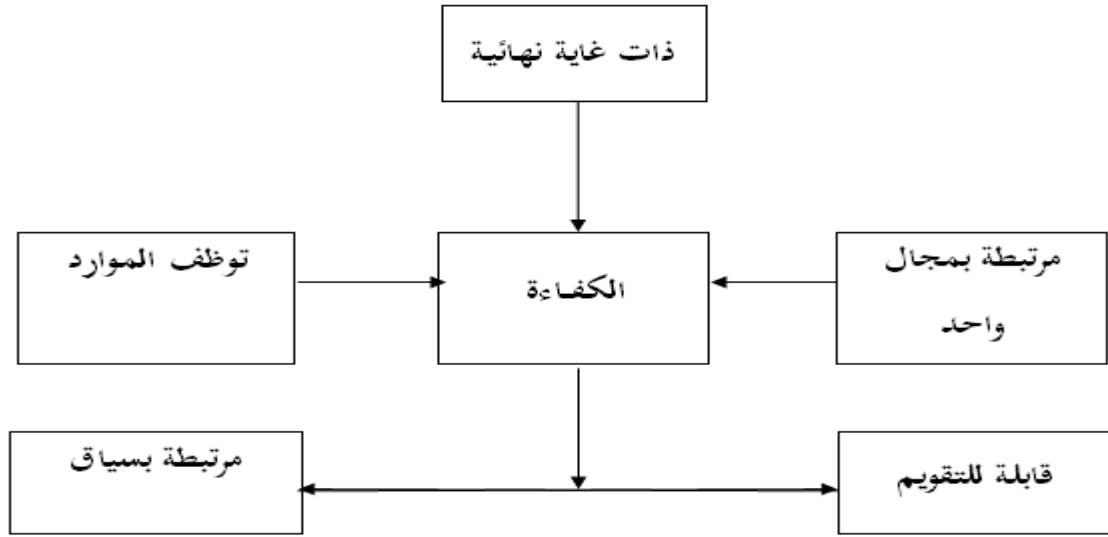 ذات غاية نهائية
مرتبطة بمجال
واحد
الكفاءة
توظف الموارد
قابلة للتقويم
مرتبطة بسياق